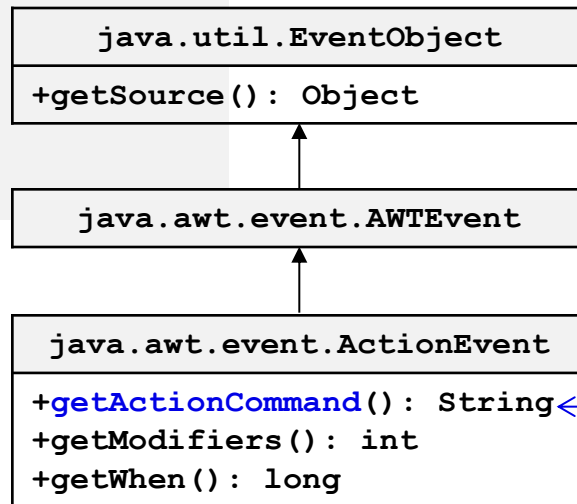 java.util.EventObject
+getSource(): Object
java.awt.event.AWTEvent
java.awt.event.ActionEvent
+getActionCommand(): String
+getModifiers(): int
+getWhen(): long